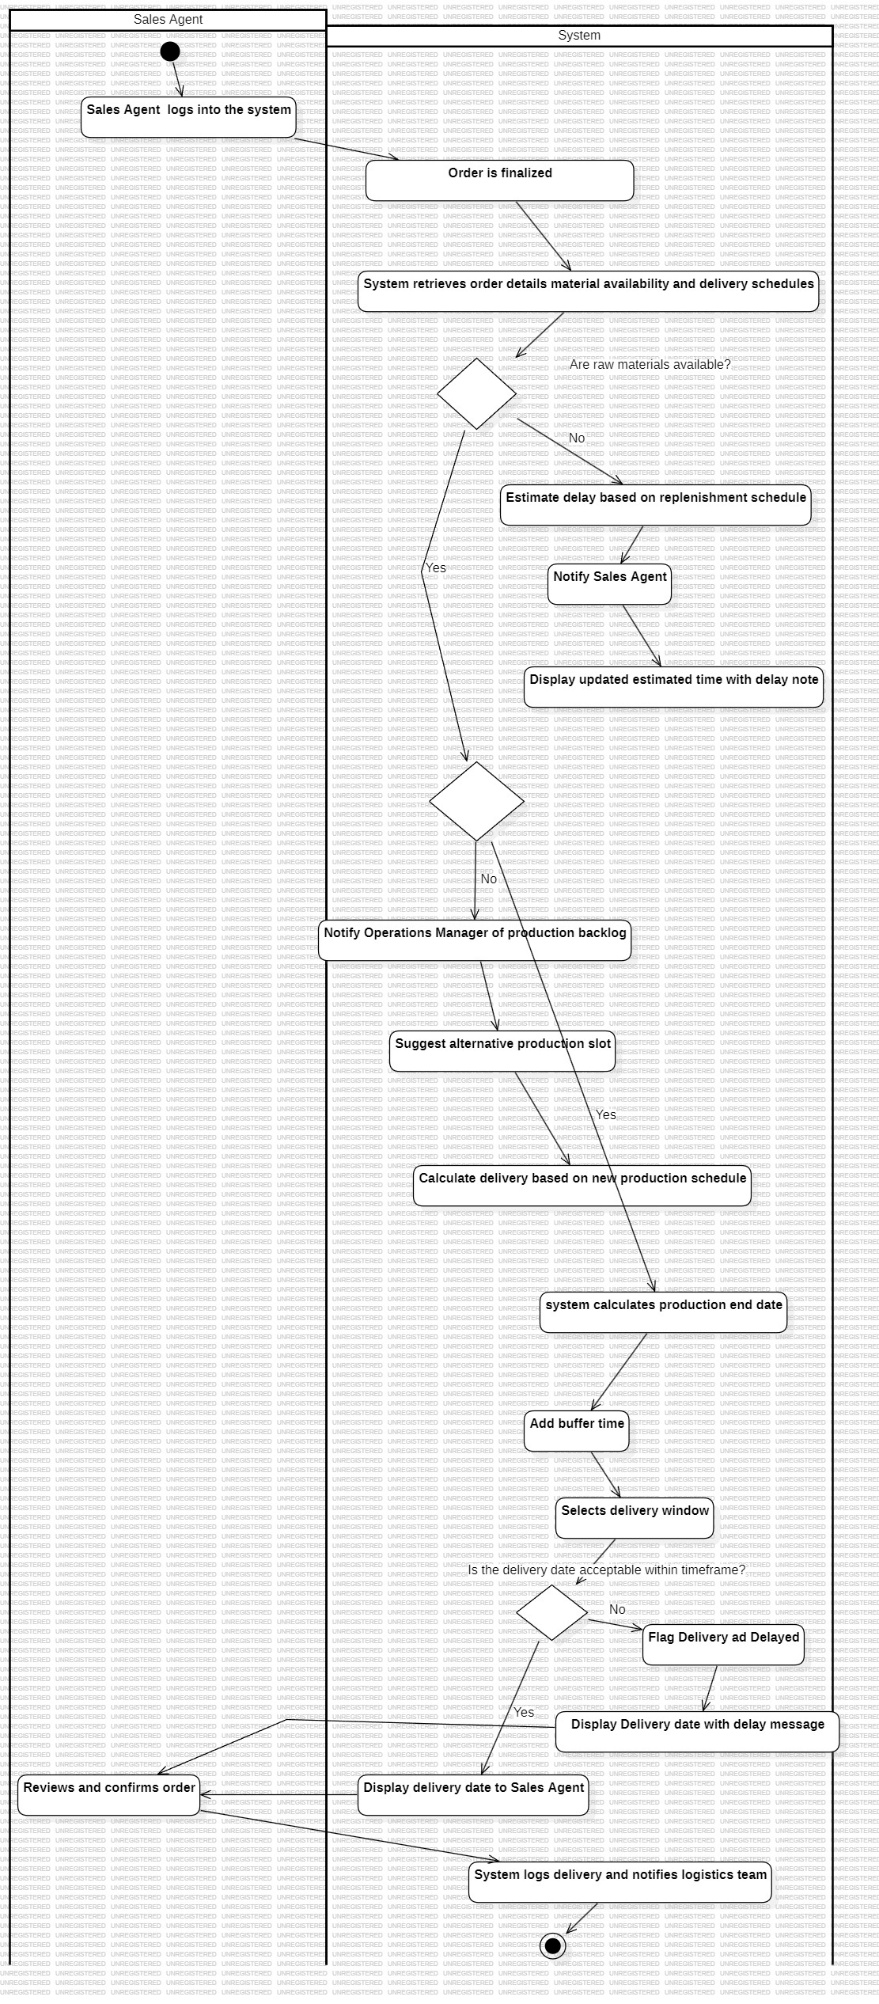 Sales Agent
System
Sales Agent  logs into the system
Order is finalized
System retrieves order details material availability and delivery schedules
Are raw materials available?
No
Estimate delay based on replenishment schedule
Yes
Notify Sales Agent
Display updated estimated time with delay note
No
Notify Operations Manager of production backlog
Suggest alternative production slot
Yes
Calculate delivery based on new production schedule
system calculates production end date
Add buffer time
Selects delivery window
Is the delivery date acceptable within timeframe?
No
Flag Delivery ad Delayed
Yes
Display Delivery date with delay message
Reviews and confirms order
Display delivery date to Sales Agent
System logs delivery and notifies logistics team
UNREGISTERED